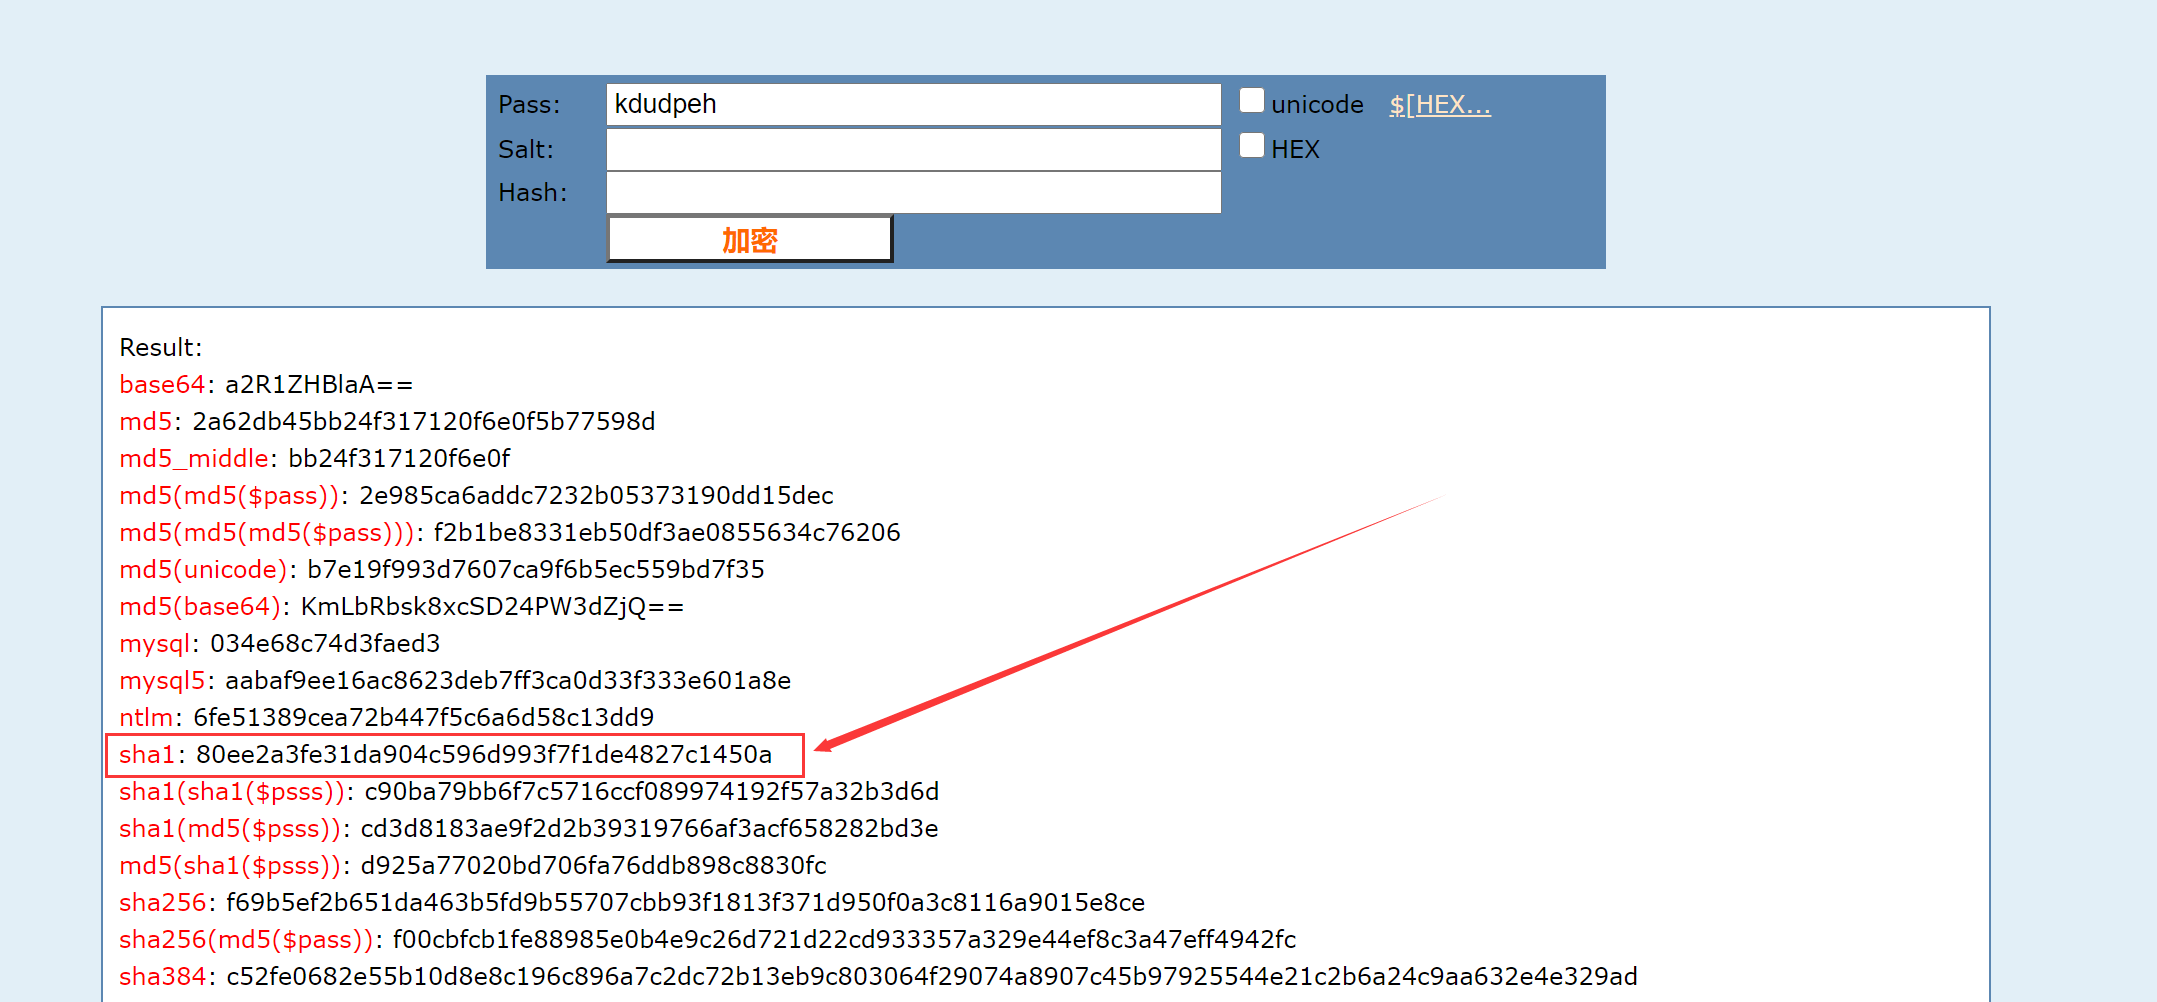 Pass: kdudpeh unicode $[HEX...
Salt: HEX
Hash:
加密
Result:
base64: a2R1ZHBlaA==
md5: 2a62db45bb24f317120f6e0f5b77598d
md5_middle: bb24f317120f6e0f
md5(md5($pass)): 2e985ca6addc7232b05373190dd15dec
md5(md5(md5($pass))): f2b1be8331eb50df3ae0855634c76206
md5(unicode): b7e19f993d7607ca9f6b5ec559bd7f35
md5(base64): KmLbRbsk8xcSD24PW3dZjQ==
mysql: 034e68c74d3faed3
mysql5: aabaf9ee16ac8623deb7ff3ca0d33f333e601a8e
ntlm: 6fe51389cea72b447f5c6a6d58c13dd9
sha1: 80ee2a3fe31da904c596d993f7f1de4827c1450a
sha1(sha1($psss)): c90ba79bb6f7c5716ccf089974192f57a32b3d6d
sha1(md5($psss)): cd3d8183ae9f2d2b39319766af3acf658282bd3e
md5(sha1($psss)): d925a77020bd706fa76ddb898c8830fc
sha256: f69b5ef2b651da463b5fd9b55707cbb93f1813f371d950f0a3c8116a9015e8ce
sha256(md5($pass)): f00cbfcb1fe88985e0b4e9c26d721d22cd933357a329e44ef8c3a47eff4942fc
sha384: c52fe0682e55b10d8e8c196c896a7c2dc72b13eb9c803064f29074a8907c45b97925544e21c2b6a24c9aa632e4e329ad